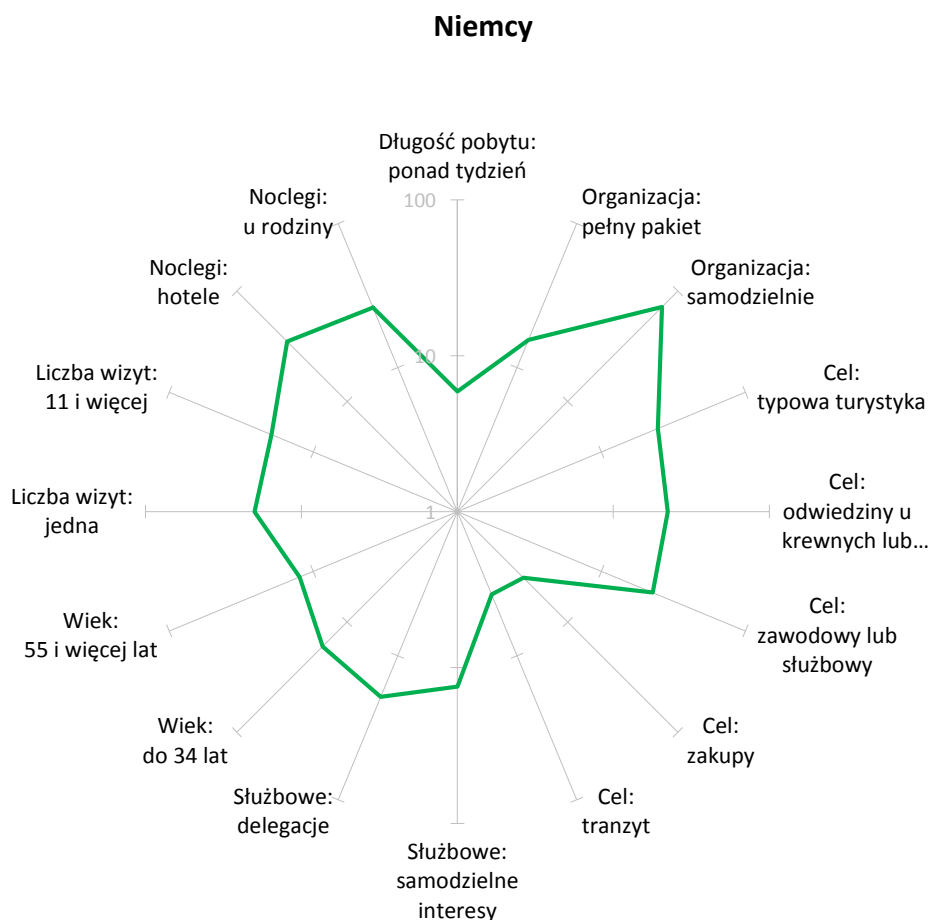 Niemcy
Długość pobytu:
ponad tydzień
Organizacja:
pełny pakiet
Organizacja:
samodzielnie
Cel:
typowa turystyka
Cel:
odwiedziny u
krewnych lub...
Cel:
zawodowy lub
służbowy
Cel:
zakupy
Cel:
tranzyt
Służbowe:
samodzielne
interesy
Służbowe:
delegacje
Wiek:
do 34 lat
Wiek:
55 i więcej lat
Liczba wizyt:
jedna
Liczba wizyt:
11 i więcej
Noclegi:
hotele
Noclegi:
u rodziny
100
10
1